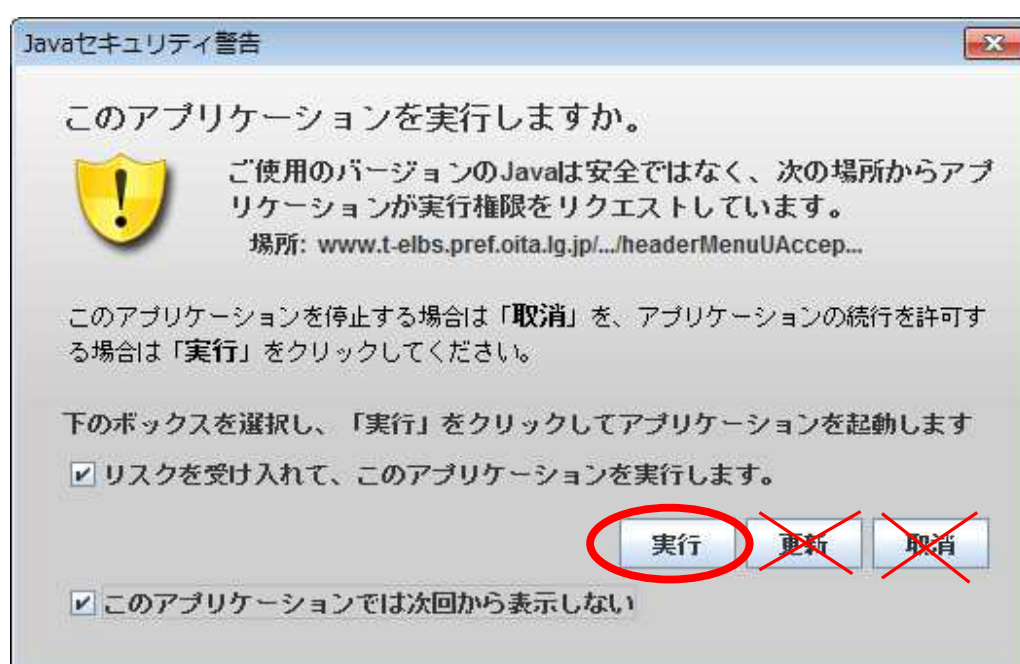 Javaセキュリティ警告
このアプリケーションを実行しますか。
ご使用のバージョンのJavaは安全ではなく、次の場所からアプ
リケーションが実行権限をリクエストしています。
場所: www.t-elbs.pref.oita.lg.jp/.../headerMenuUAccep...
このアプリケーションを停止する場合は「取消」を、アプリケーションの続行を許可す
る場合は「実行」をクリックしてください。
下のボックスを選択し、「実行」をクリックしてアプリケーションを起動します
リスクを受け入れて、このアプリケーションを実行します。
実行 更新 取消
このアプリケーションでは次回から表示しない